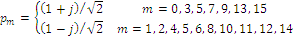 pₘ = {(1 + j)/√2 m = 0,3,5,7,9,13,15
(1 − j)/√2 m = 1,2,4,5,6,8,10,11,12,14